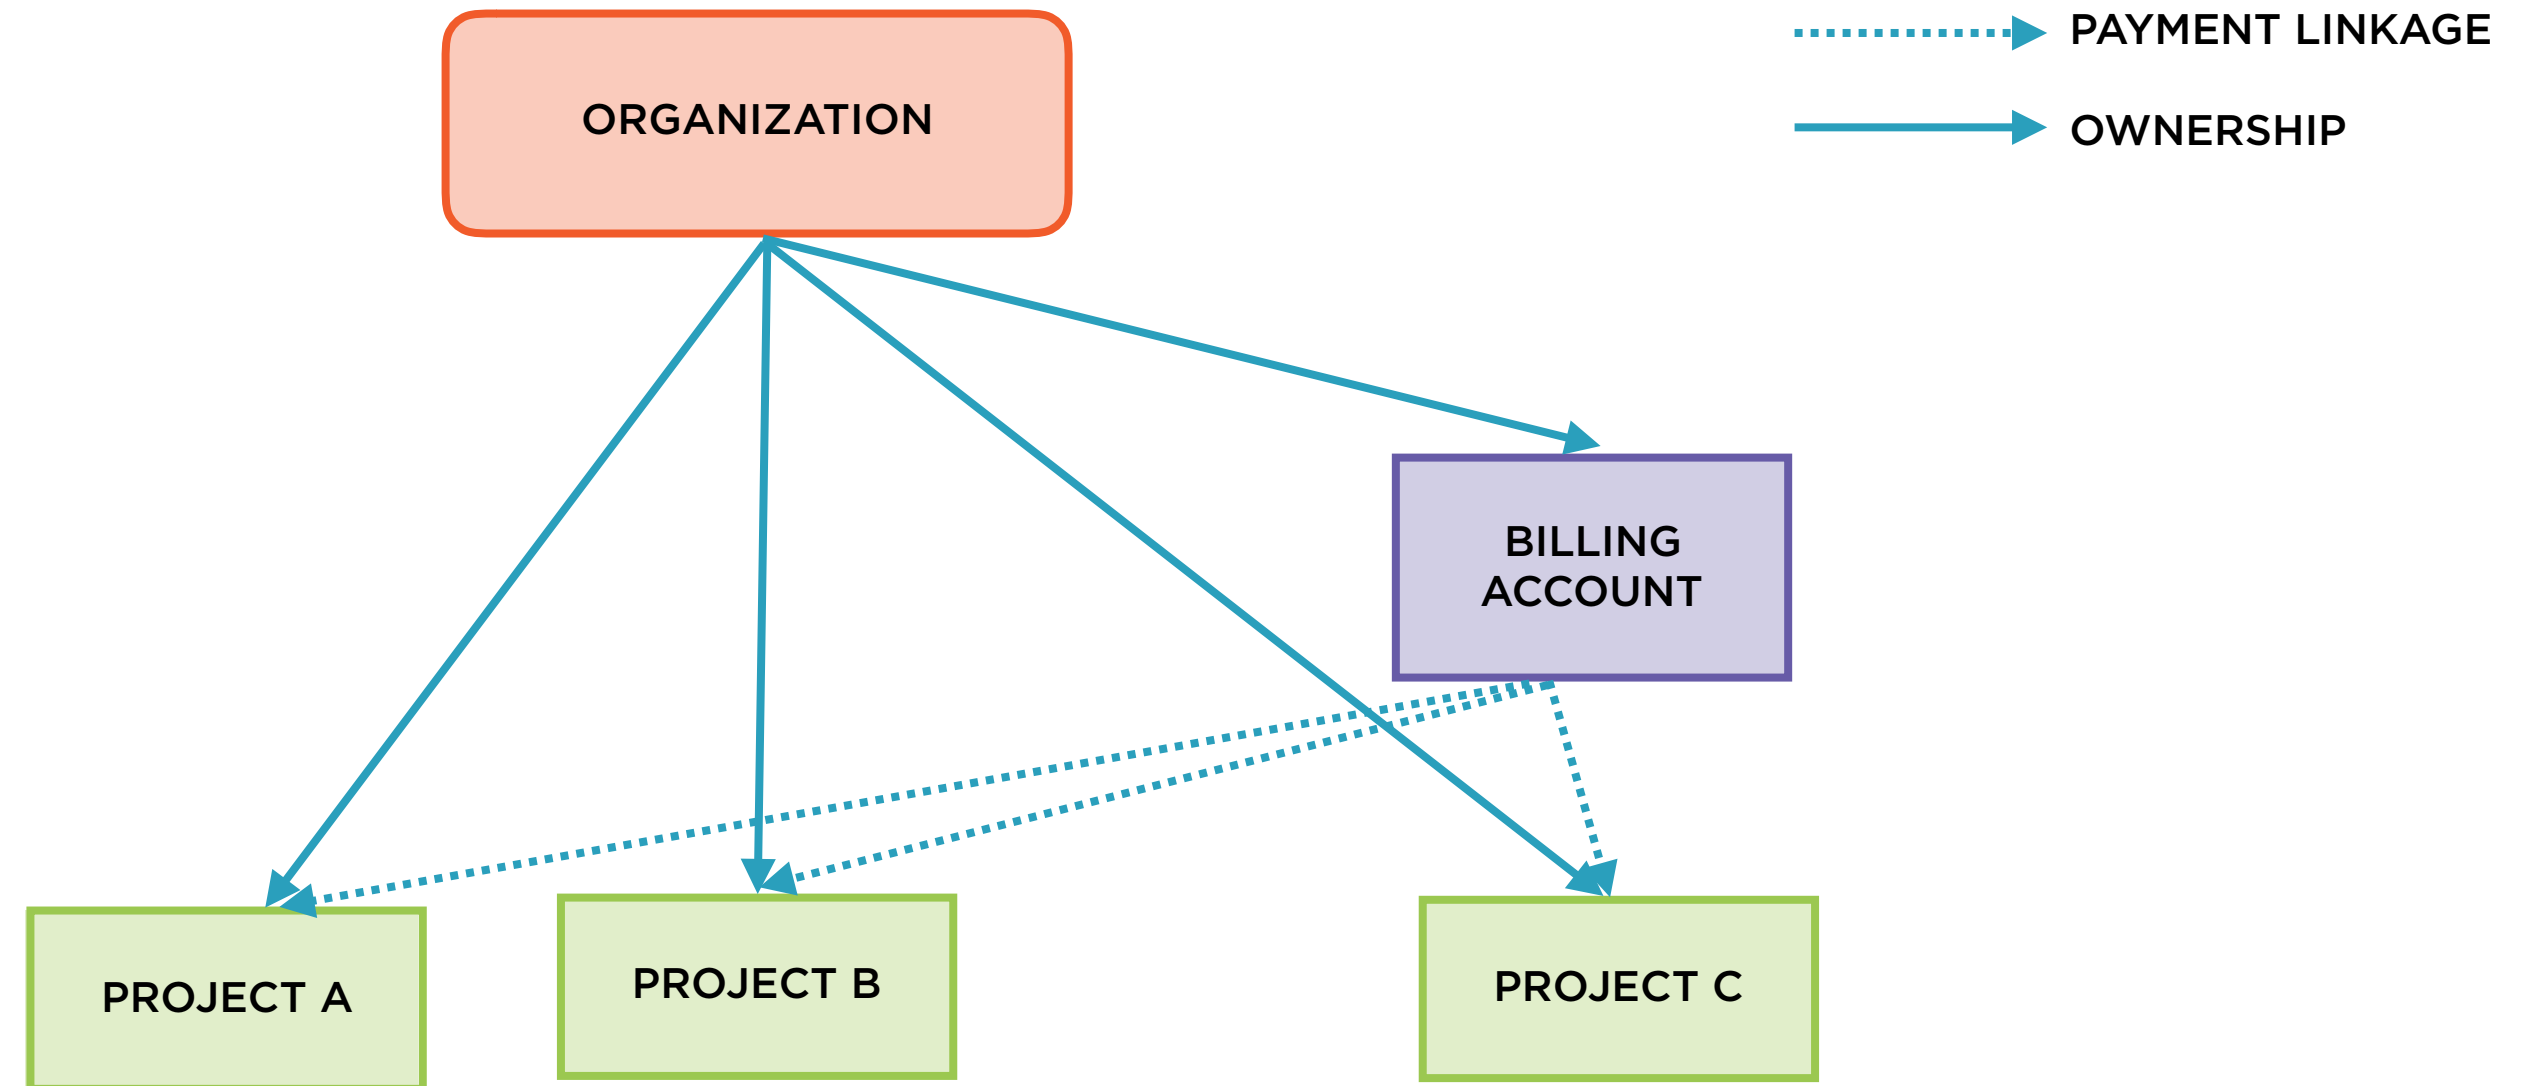 PAYMENT LINKAGE
ORGANIZATION
OWNERSHIP
BILLING
ACCOUNT
PROJECT A
PROJECT B
PROJECT C